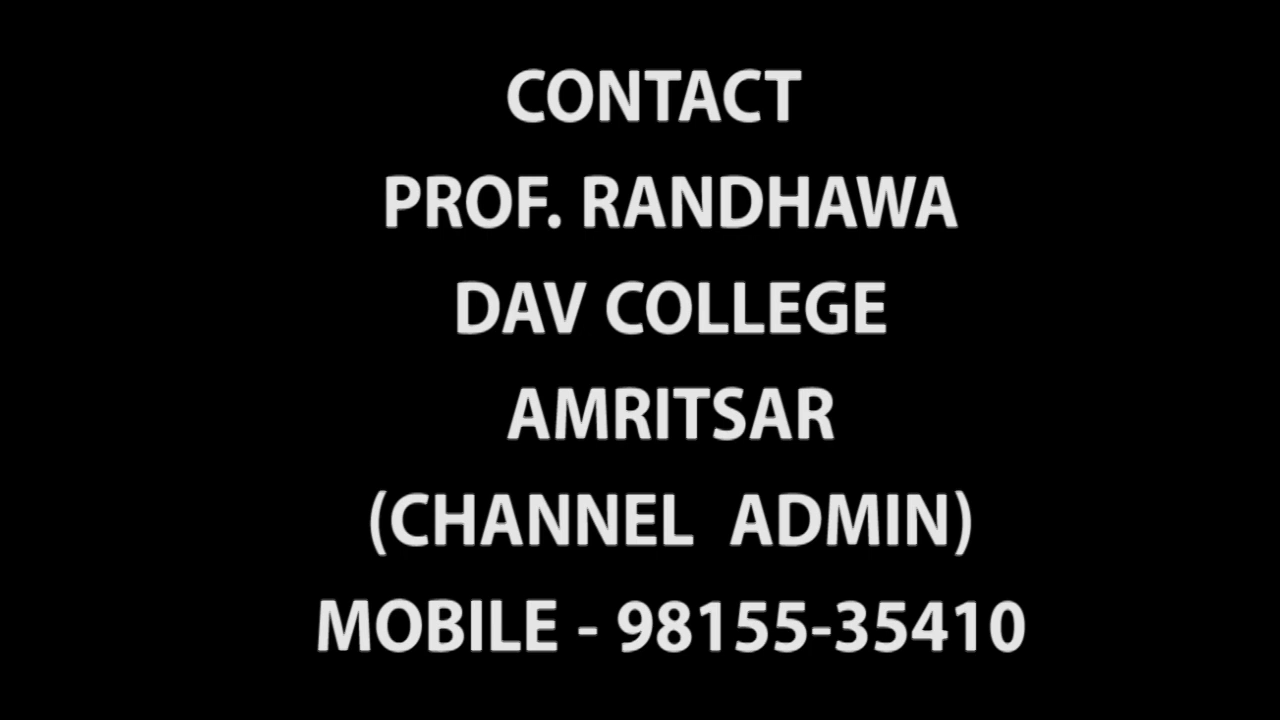 CONTACT
PROF. RANDHAWA
DAV COLLEGE
AMRITSAR
(CHANNEL ADMIN)
MOBILE - 98155-35410